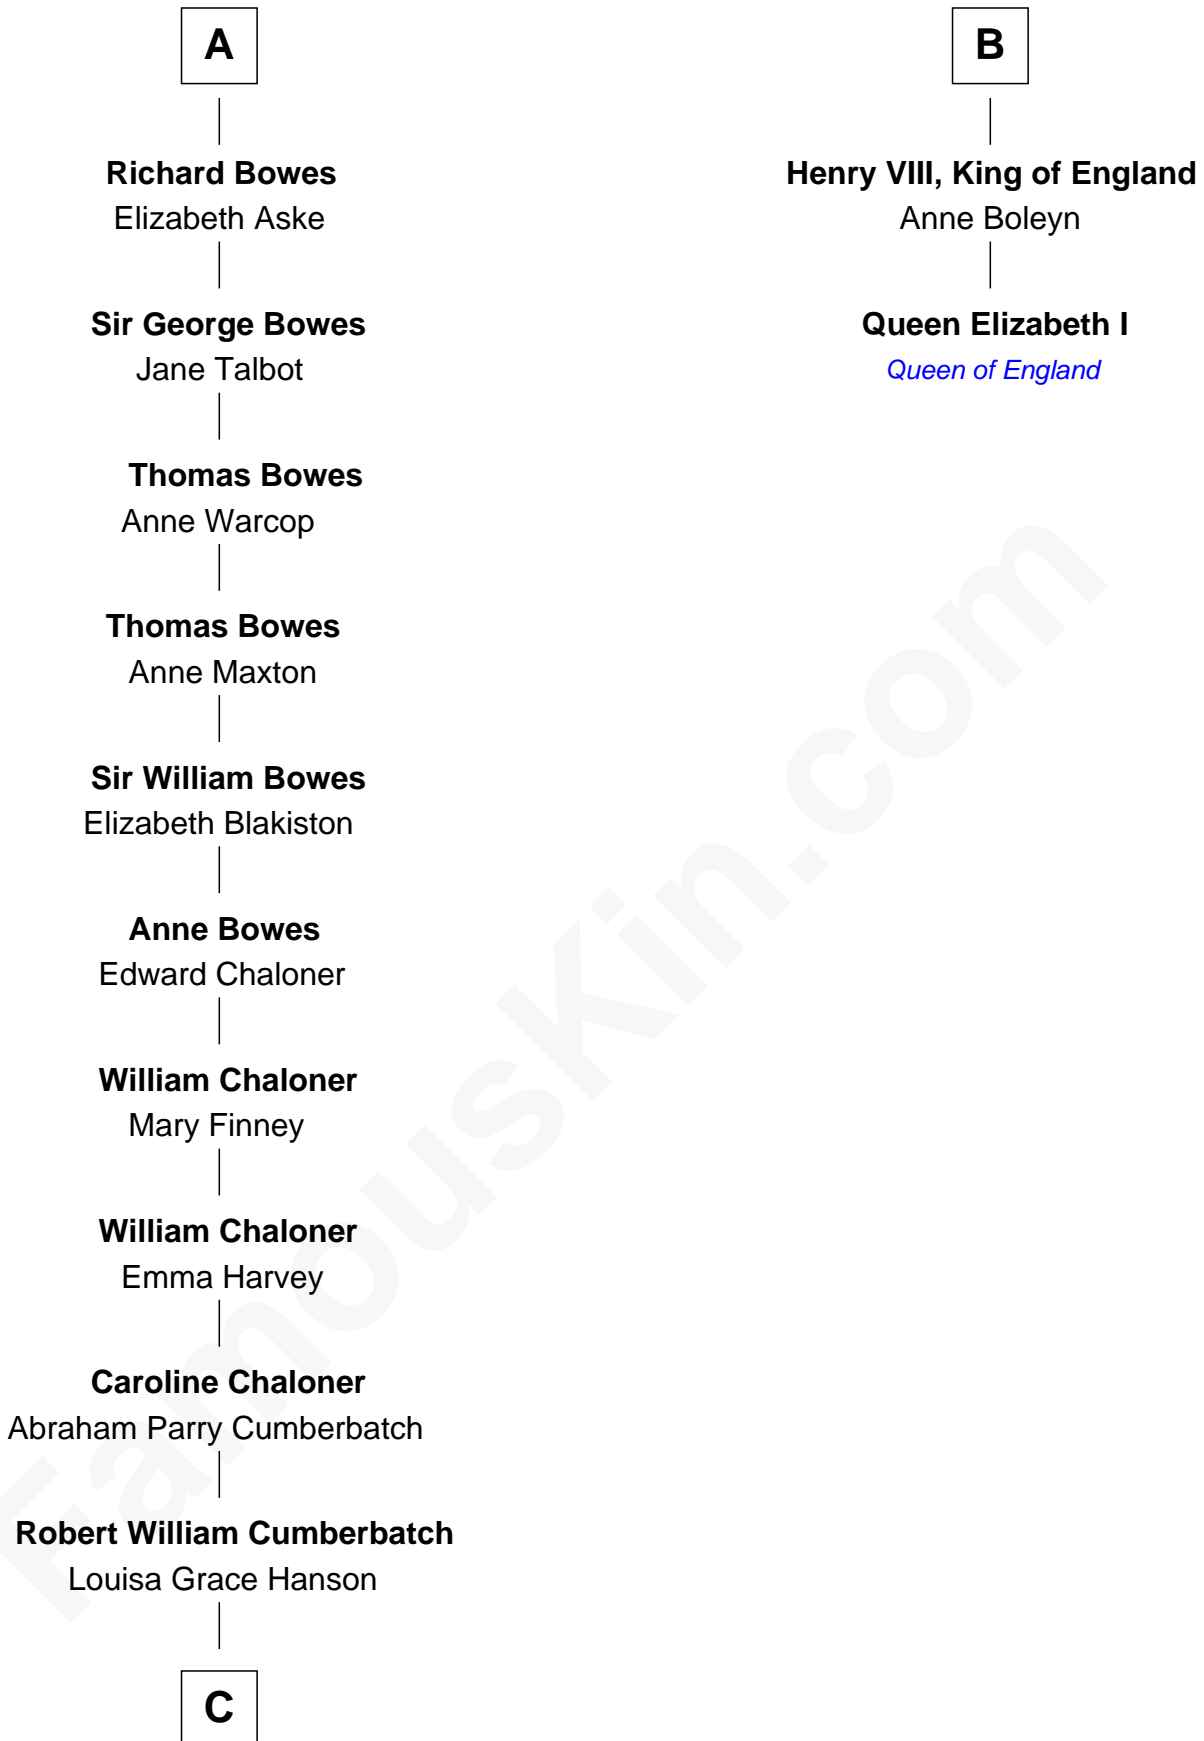 A
Richard Bowes
Elizabeth Aske
Sir George Bowes
Jane Talbot
Thomas Bowes
Anne Warcop
Thomas Bowes
Anne Maxton
Sir William Bowes
Elizabeth Blakiston
Anne Bowes
Edward Chaloner
William Chaloner
Mary Finney
William Chaloner
Emma Harvey
Caroline Chaloner
Abraham Parry Cumberbatch
Robert William Cumberbatch
Louisa Grace Hanson
C
B
Henry VIII, King of England
Anne Boleyn
Queen Elizabeth I
Queen of England
FamousKin.com